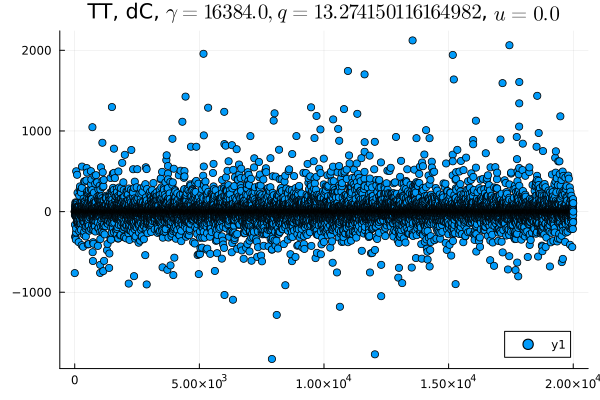 TT, dC, γ = 16384.0, q = 13.274150116164982, u = 0.0
2000
1000
0
−1000
y1
0 5.00×10³ 1.00×10⁴ 1.50×10⁴ 2.00×10⁴